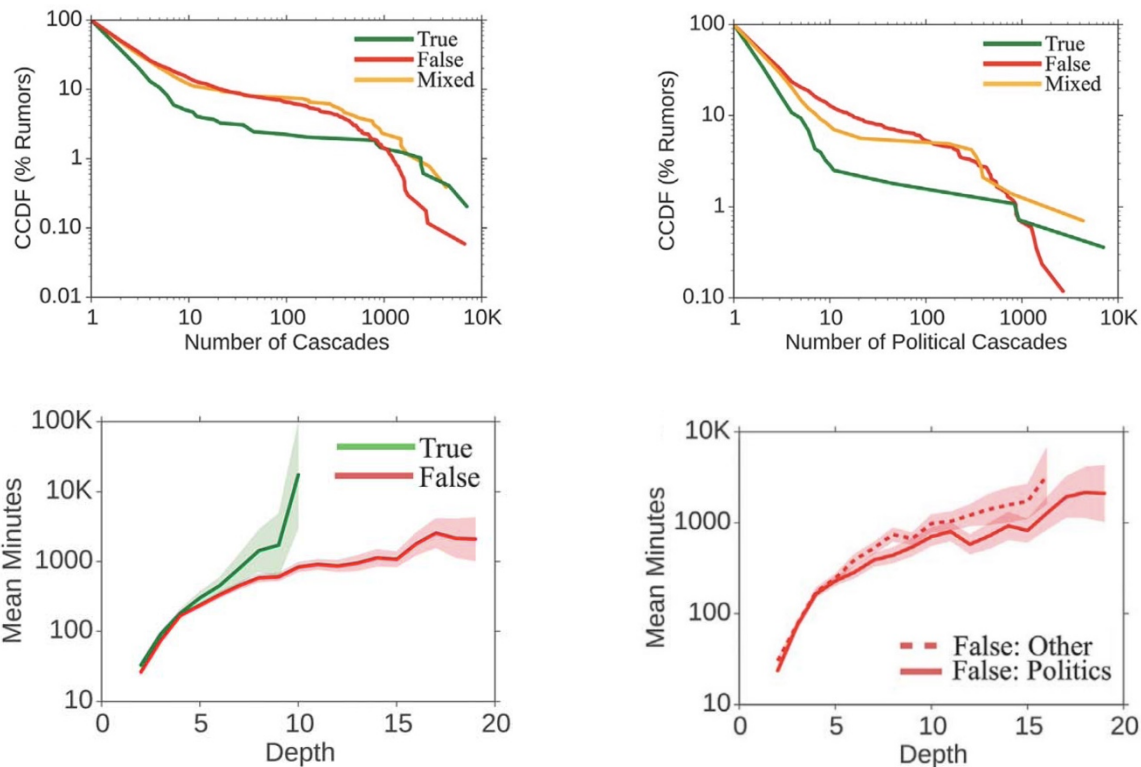 100
10
1
0.10
0.01
CCDF (% Rumors)
True
False
Mixed
1 10 100 1000 10K
Number of Cascades
100
10
1
0.10
CCDF (% Rumors)
True
False
Mixed
1 10 100 1000 10K
Number of Political Cascades
100K
10K
1000
100
10
Mean Minutes
True
False
0 5 10 15 20
Depth
10K
1000
100
10
Mean Minutes
False: Other
False: Politics
0 5 10 15 20
Depth